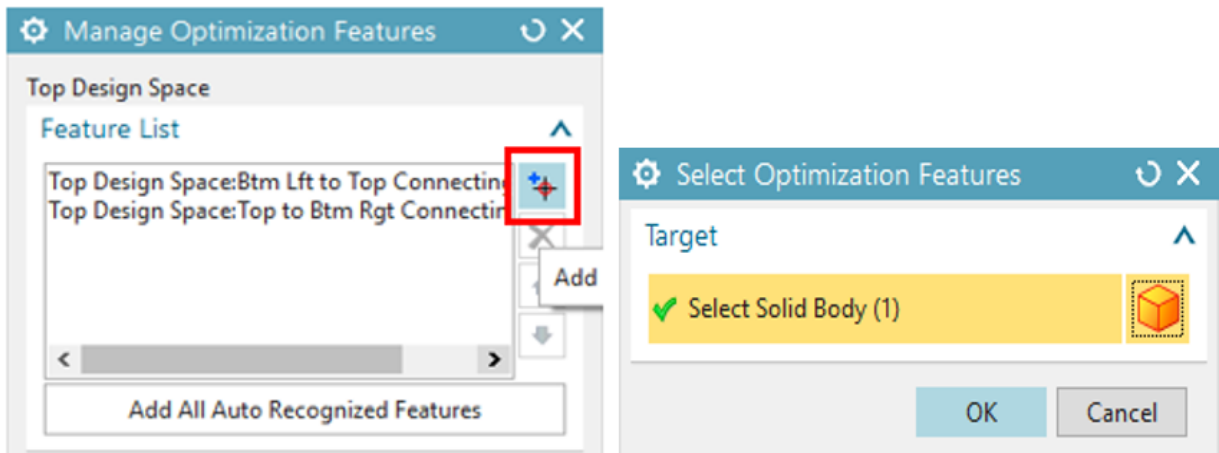 Manage Optimization Features
Top Design Space
Feature List
Top Design Space:Btm Lft to Top Connecting
Top Design Space:Top to Btm Rgt Connectin
Add
Add All Auto Recognized Features
Select Optimization Features
Target
Select Solid Body (1)
OK
Cancel